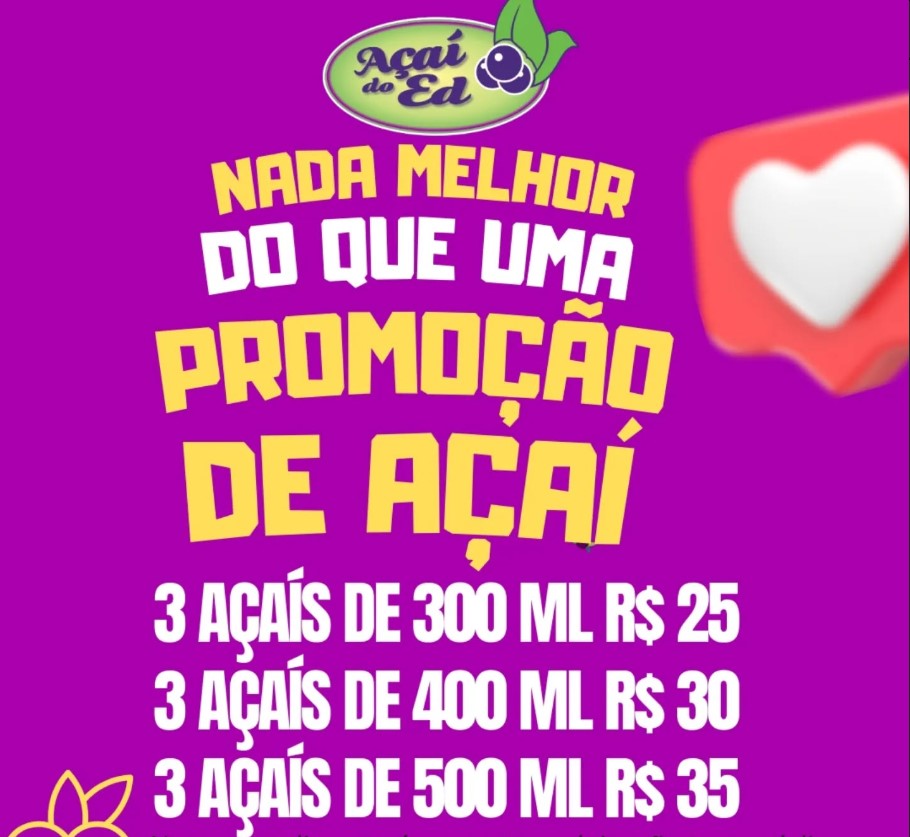 Açaí
do Ed
NADA MELHOR
DO QUE UMA
PROMOÇÃO
DE AÇAÍ
3 AÇAÍS DE 300 ML R$ 25
3 AÇAÍS DE 400 ML R$ 30
3 AÇAÍS DE 500 ML R$ 35